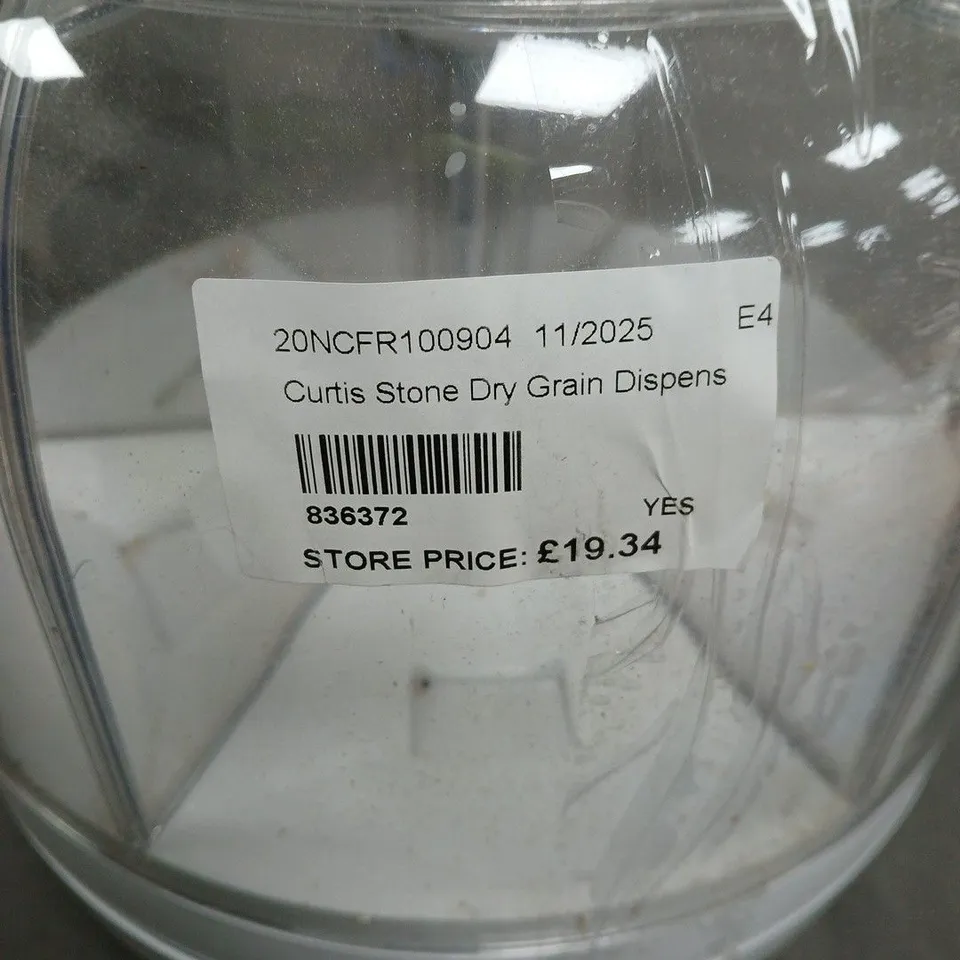 20NCFR100904 11/2025 E4
Curtis Stone Dry Grain Dispens
836372 YES
STORE PRICE: £19.34